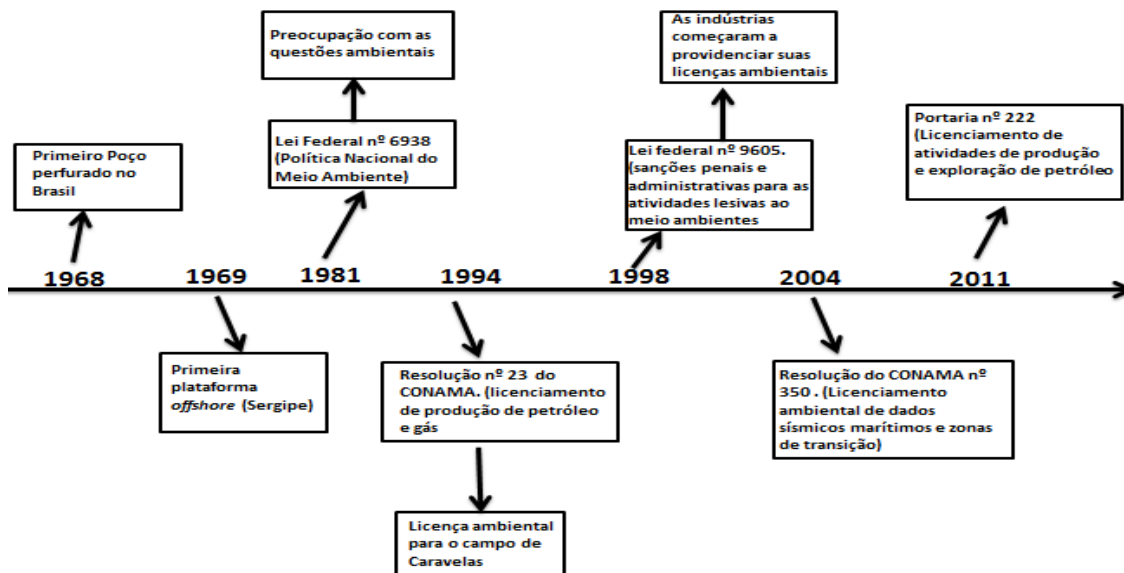 Preocupação com as
questões ambientais
As indústrias
começaram a
providenciar suas
licenças ambientais
Primeiro Poço
perfurado no
Brasil
Lei Federal nº 6938
(Política Nacional do
Meio Ambiente)
Lei federal nº 9605.
(sanções penais e
administrativas para as
atividades lesivas ao
meio ambientes
Portaria nº 222
(Licenciamento de
atividades de produção
e exploração de petróleo
1968
1969
1981
1994
1998
2004
2011
Primeira
plataforma
offshore (Sergipe)
Resolução nº 23 do
CONAMA. (licenciamento
de produção de petróleo
e gás
Resolução do CONAMA nº
350 . (Licenciamento
ambiental de dados
sísmicos marítimos e zonas
de transição)
Licença ambiental
para o campo de
Caravelas